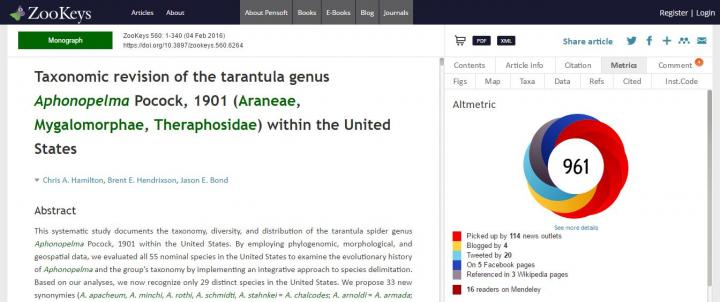 ZooKeys
Articles About
About Pensoft Books E-Books Blog Journals
Register | Login
Monograph
ZooKeys 560: 1-340 (04 Feb 2016)
https://doi.org/10.3897/zookeys.560.6264
Taxonomic revision of the tarantula genus
Aphonopelma Pocock, 1901 (Araneae,
Mygalomorphae, Theraphosidae) within the United
States
Chris A. Hamilton, Brent E. Hendrixson, Jason E. Bond
Abstract
This systematic study documents the taxonomy, diversity, and distribution of the tarantula spider genus
Aphonopelma Pocock, 1901 within the United States. By employing phylogenomic, morphological, and
geospatial data, we evaluated all 55 nominal species in the United States to examine the evolutionary history
of Aphonopelma and the group's taxonomy by implementing an integrative approach to species delimitation.
Based on our analyses, we now recognize only 29 distinct species in the United States. We propose 33 new
synonymies (A. apacheum, A. minchi, A. rothi, A. schmidti, A. stahnkei = A. chalcodes; A. arnoldi = A. armada;
PDF XML Share article
Contents Article Info Citation Metrics Comment
Figs Map Taxa Data Refs Cited Inst.Code
Altmetric
961
See more details
Picked up by 114 news outlets
Blogged by 4
Tweeted by 20
On 5 Facebook pages
Referenced in 3 Wikipedia pages
16 readers on Mendeley